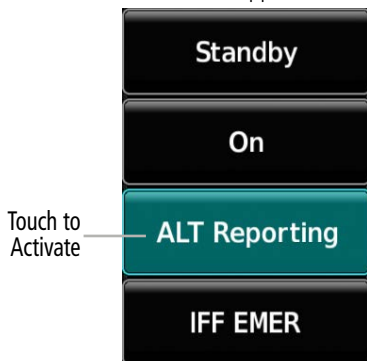 Standby
On
Touch to
Activate
ALT Reporting
IFF EMER